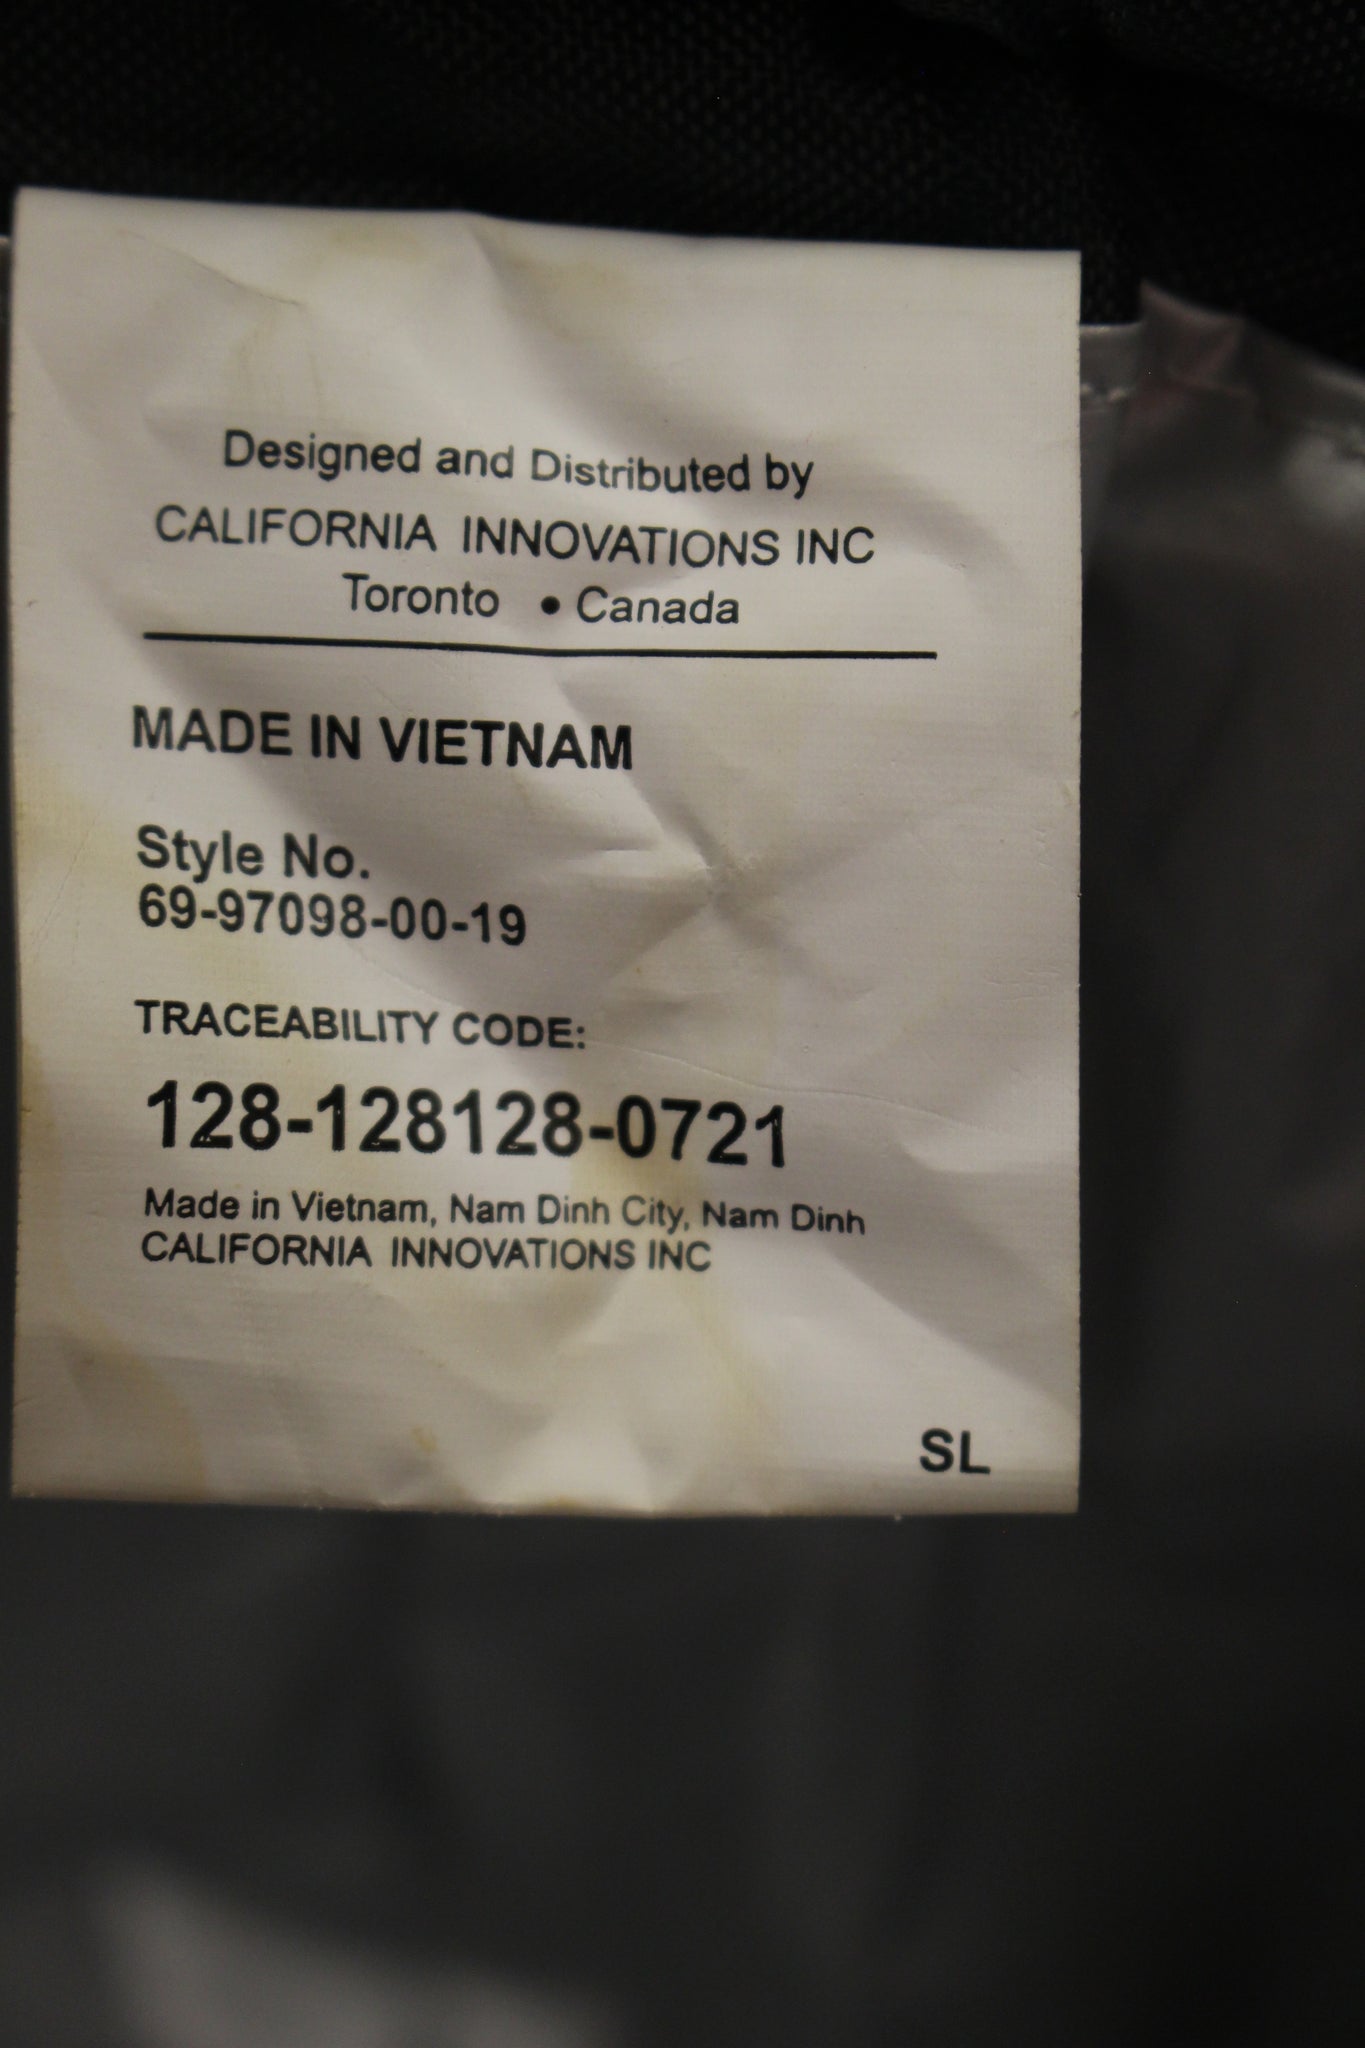 Designed and Distributed by
CALIFORNIA INNOVATIONS INC
Toronto • Canada
MADE IN VIETNAM
Style No.
69-97098-00-19
TRACEABILITY CODE:
128-128128-0721
Made in Vietnam, Nam Dinh City, Nam Dinh
CALIFORNIA INNOVATIONS INC
SL